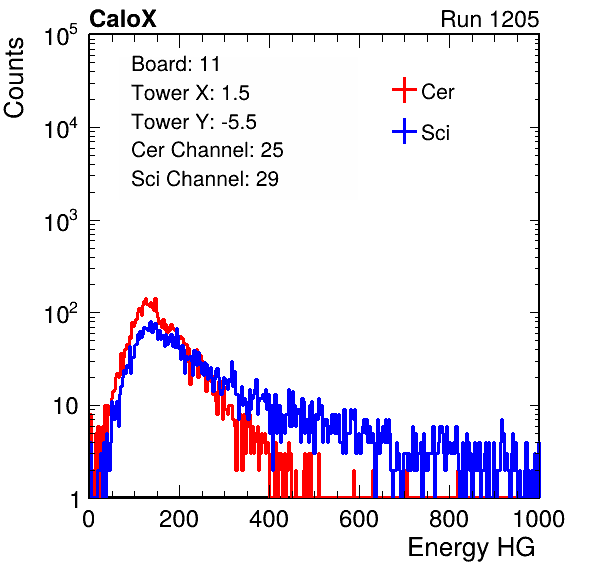 CaloX Run 1205
Counts
10^5
10^4
10^3
10^2
10
1
Board: 11
Tower X: 1.5
Tower Y: -5.5
Cer Channel: 25
Sci Channel: 29
Cer
Sci
0 200 400 600 800 1000
Energy HG